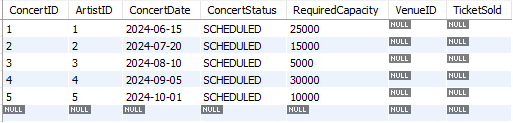 ConcertID ArtistID ConcertDate ConcertStatus RequiredCapacity VenueID TicketSold
1 1 2024-06-15 SCHEDULED 25000 NULL NULL
2 2 2024-07-20 SCHEDULED 15000 NULL NULL
3 3 2024-08-10 SCHEDULED 5000 NULL NULL
4 4 2024-09-05 SCHEDULED 30000 NULL NULL
5 5 2024-10-01 SCHEDULED 10000 NULL NULL
NULL NULL NULL NULL NULL NULL NULL